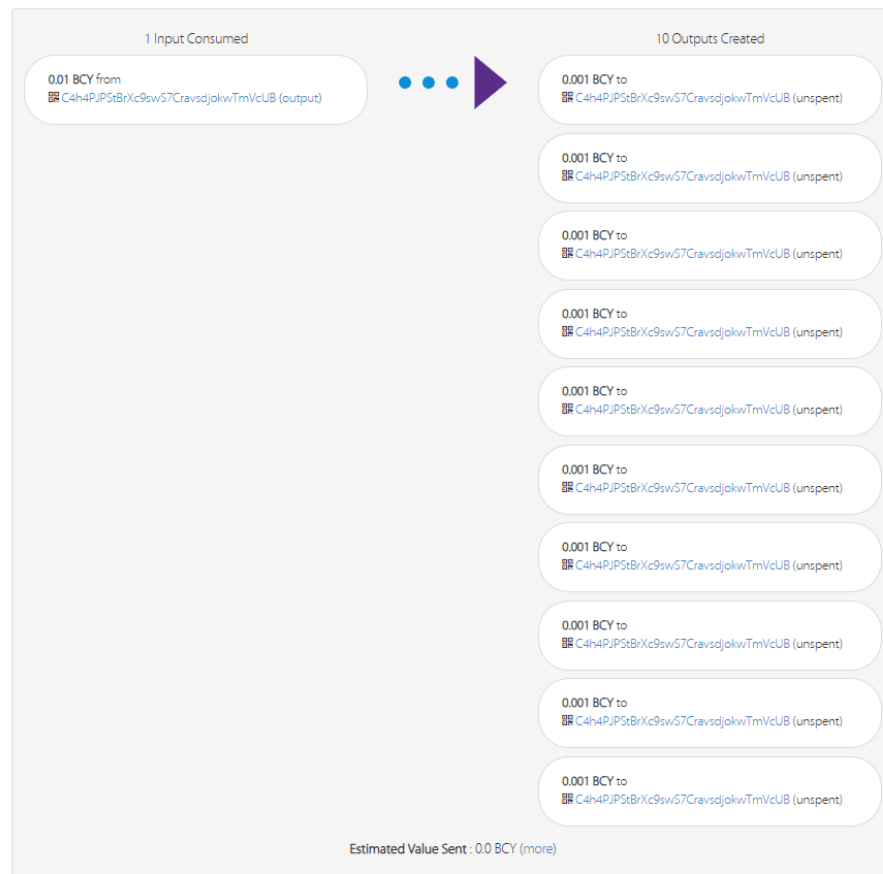 1 Input Consumed
0.01 BCY from
C4h4PJPStBrXc9swS7CravsdjokwTmVcUB (output)
10 Outputs Created
0.001 BCY to
C4h4PJPStBrXc9swS7CravsdjokwTmVcUB (unspent)
0.001 BCY to
C4h4PJPStBrXc9swS7CravsdjokwTmVcUB (unspent)
0.001 BCY to
C4h4PJPStBrXc9swS7CravsdjokwTmVcUB (unspent)
0.001 BCY to
C4h4PJPStBrXc9swS7CravsdjokwTmVcUB (unspent)
0.001 BCY to
C4h4PJPStBrXc9swS7CravsdjokwTmVcUB (unspent)
0.001 BCY to
C4h4PJPStBrXc9swS7CravsdjokwTmVcUB (unspent)
0.001 BCY to
C4h4PJPStBrXc9swS7CravsdjokwTmVcUB (unspent)
0.001 BCY to
C4h4PJPStBrXc9swS7CravsdjokwTmVcUB (unspent)
0.001 BCY to
C4h4PJPStBrXc9swS7CravsdjokwTmVcUB (unspent)
0.001 BCY to
C4h4PJPStBrXc9swS7CravsdjokwTmVcUB (unspent)
Estimated Value Sent : 0.0 BCY (more)